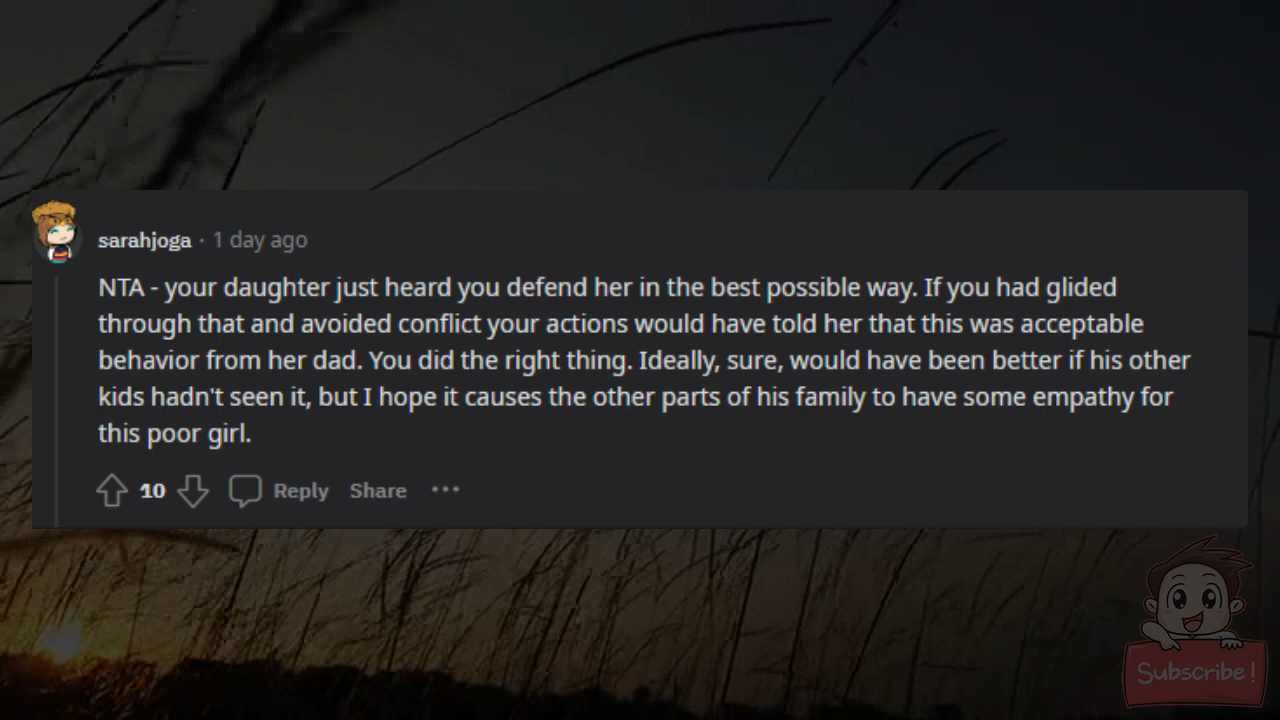 sarahjoga · 1 day ago
NTA - your daughter just heard you defend her in the best possible way. If you had glided
through that and avoided conflict your actions would have told her that this was acceptable
behavior from her dad. You did the right thing. Ideally, sure, would have been better if his other
kids hadn't seen it, but I hope it causes the other parts of his family to have some empathy for
this poor girl.
10 Reply Share ···
Subscribe!